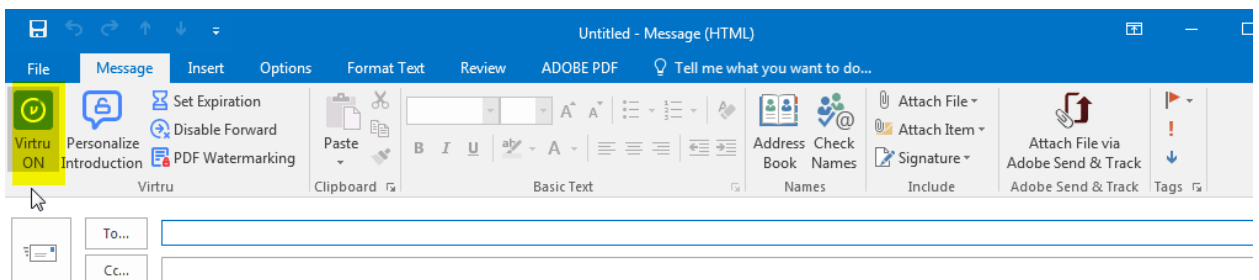 Untitled - Message (HTML)
File Message Insert Options Format Text Review ADOBE PDF Tell me what you want to do...
Virtru
ON
Personalize
Introduction
Set Expiration
Disable Forward
PDF Watermarking
Virtru
Paste
Clipboard
B I U ab A
A A
Basic Text
Address
Book
Check
Names
Names
Attach File
Attach Item
Signature
Include
Attach File via
Adobe Send & Track
Adobe Send & Track
Tags
To...
Cc...